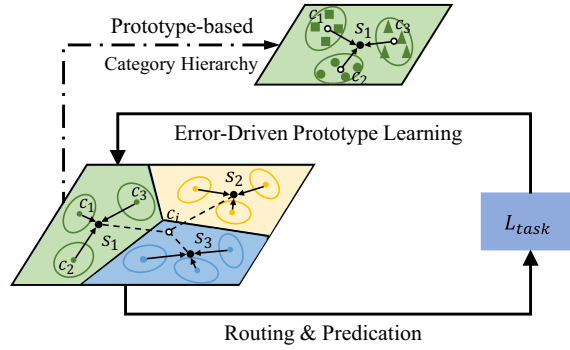 Prototype-based
Category Hierarchy
c₁
s₁
c₃
c₂
Error-Driven Prototype Learning
c₁
c₃
s₁
c₂
cᵢ
s₂
s₃
L_task
Routing & Predication